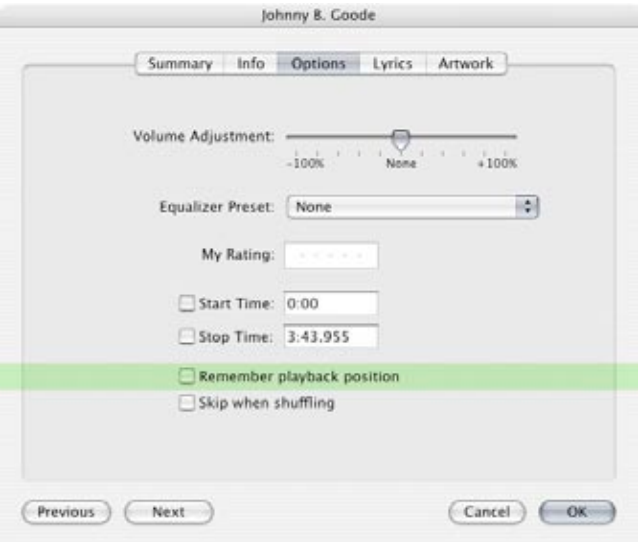 Johnny B. Goode
Summary Info Options Lyrics Artwork
Volume Adjustment:
-100% None +100%
Equalizer Preset: None
My Rating:
Start Time: 0:00
Stop Time: 3:43.955
Remember playback position
Skip when shuffling
Previous Next Cancel OK